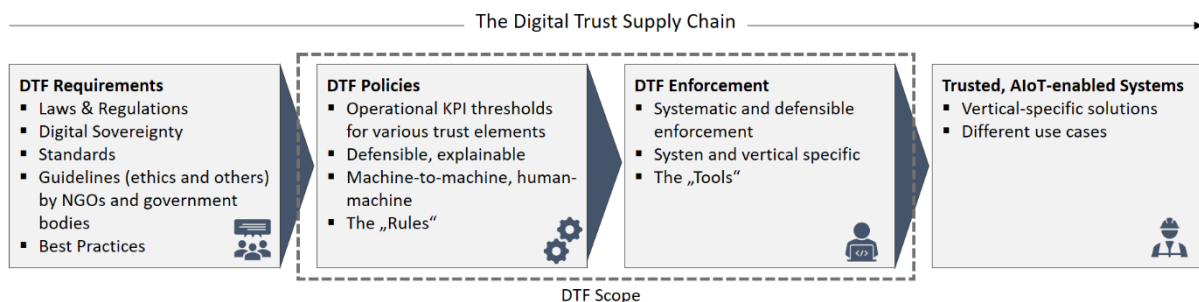 The Digital Trust Supply Chain
DTF Requirements
▪ Laws & Regulations
▪ Digital Sovereignty
▪ Standards
▪ Guidelines (ethics and others)
by NGOs and government
bodies
▪ Best Practices
DTF Policies
▪ Operational KPI thresholds
for various trust elements
▪ Defensible, explainable
▪ Machine-to-machine, human-
machine
▪ The „Rules“
DTF Enforcement
▪ Systematic and defensible
enforcement
▪ Systen and vertical specific
▪ The „Tools“
Trusted, AIoT-enabled Systems
▪ Vertical-specific solutions
▪ Different use cases
DTF Scope